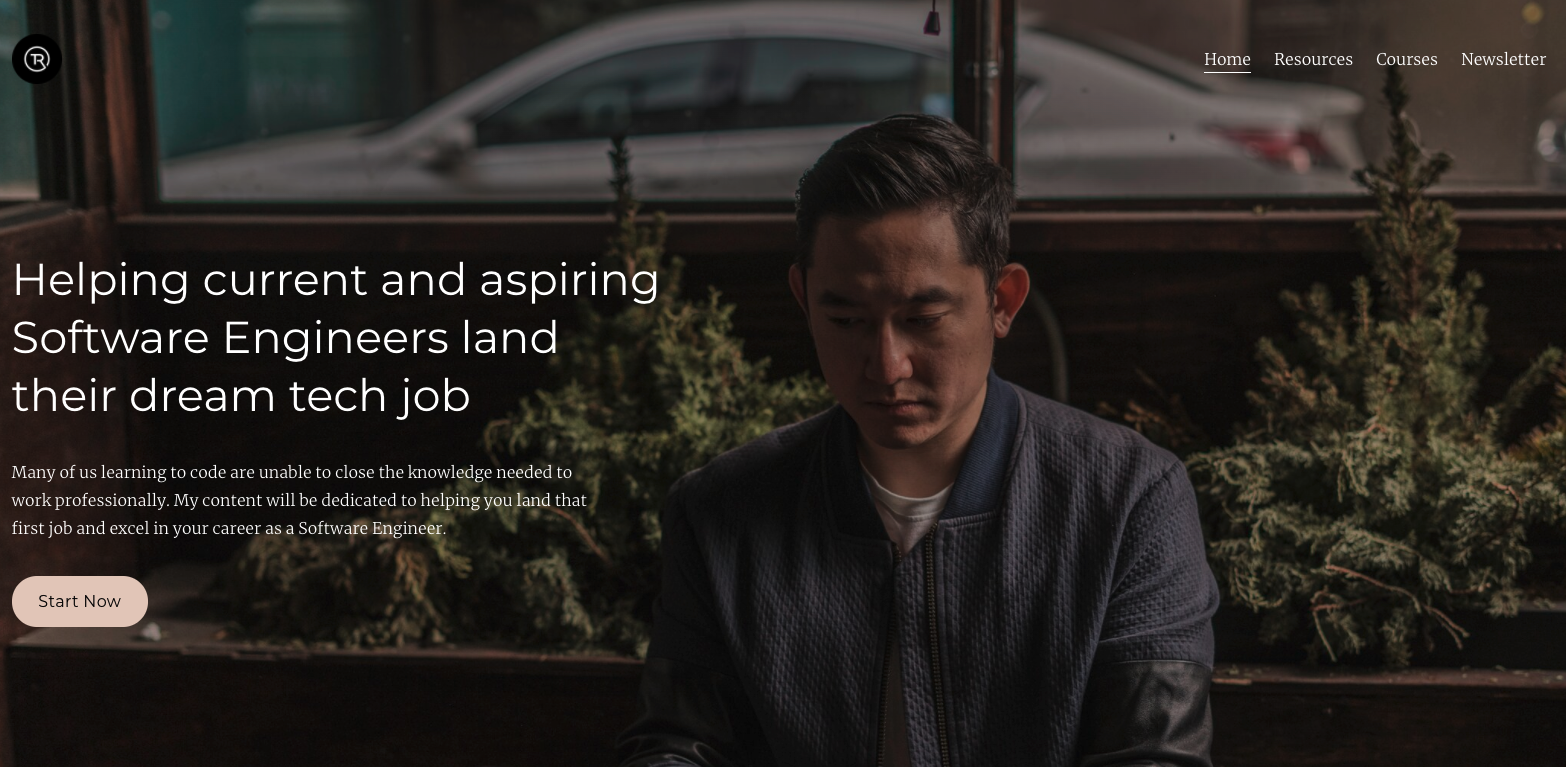 TR
Home Resources Courses Newsletter
Helping current and aspiring
Software Engineers land
their dream tech job
Many of us learning to code are unable to close the knowledge needed to
work professionally. My content will be dedicated to helping you land that
first job and excel in your career as a Software Engineer.
Start Now